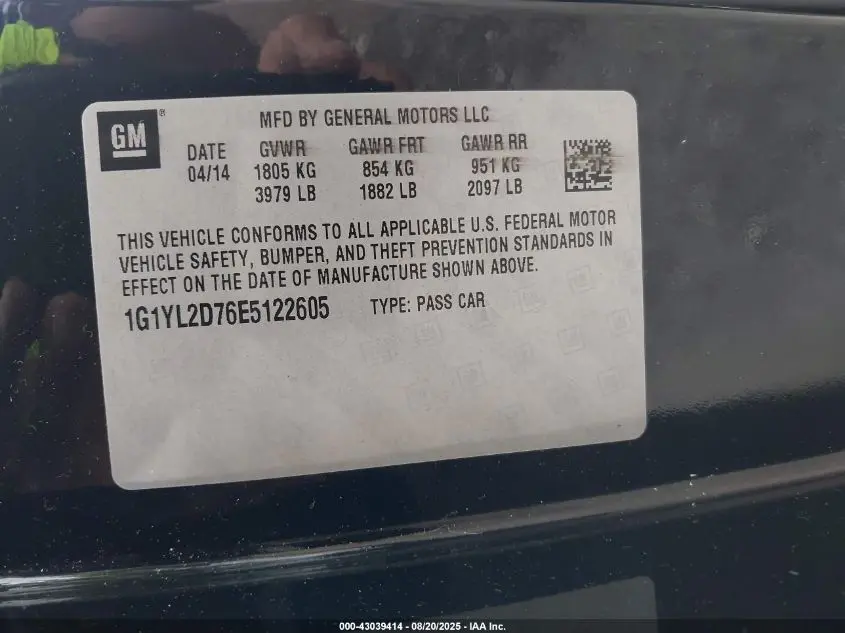 GM ®
MFD BY GENERAL MOTORS LLC
DATE GVWR GAWR FRT GAWR RR
04/14 1805 KG 854 KG 951 KG
3979 LB 1882 LB 2097 LB
THIS VEHICLE CONFORMS TO ALL APPLICABLE U.S. FEDERAL MOTOR
VEHICLE SAFETY, BUMPER, AND THEFT PREVENTION STANDARDS IN
EFFECT ON THE DATE OF MANUFACTURE SHOWN ABOVE.
1G1YL2D76E5122605 TYPE: PASS CAR
000-43039414 - 08/20/2025 - IAA Inc.